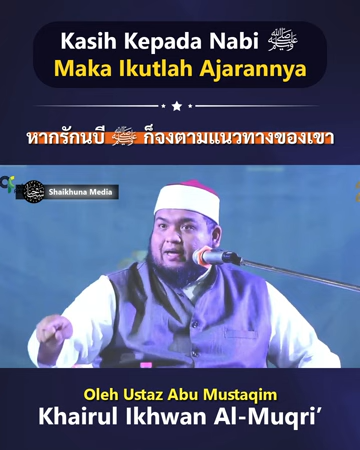 Kasih Kepada Nabi ﷺ
Maka Ikutlah Ajarannya
หากรักนบี ﷺ ก็จงตามแนวทางของเขา
Shaikhuna Media
Oleh Ustaz Abu Mustaqim
Khairul Ikhwan Al-Muqri’